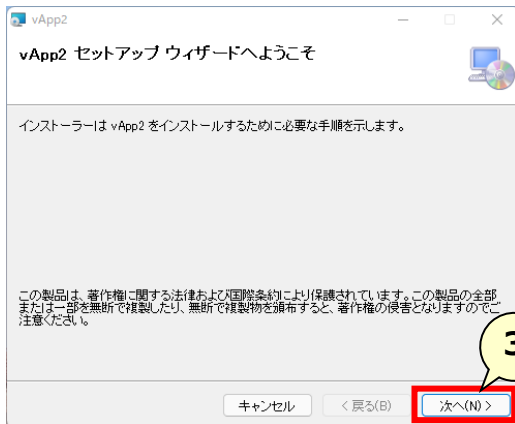 vApp2
vApp2 セットアップ ウィザードへようこそ
インストーラーは vApp2 をインストールするために必要な手順を示します。
この製品は、著作権に関する法律および国際条約により保護されています。この製品の全部
または一部を無断で複製したり、無断で複製物を頒布すると、著作権の侵害となりますのでご
注意ください。
3
キャンセル
< 戻る(B)
次へ(N) >